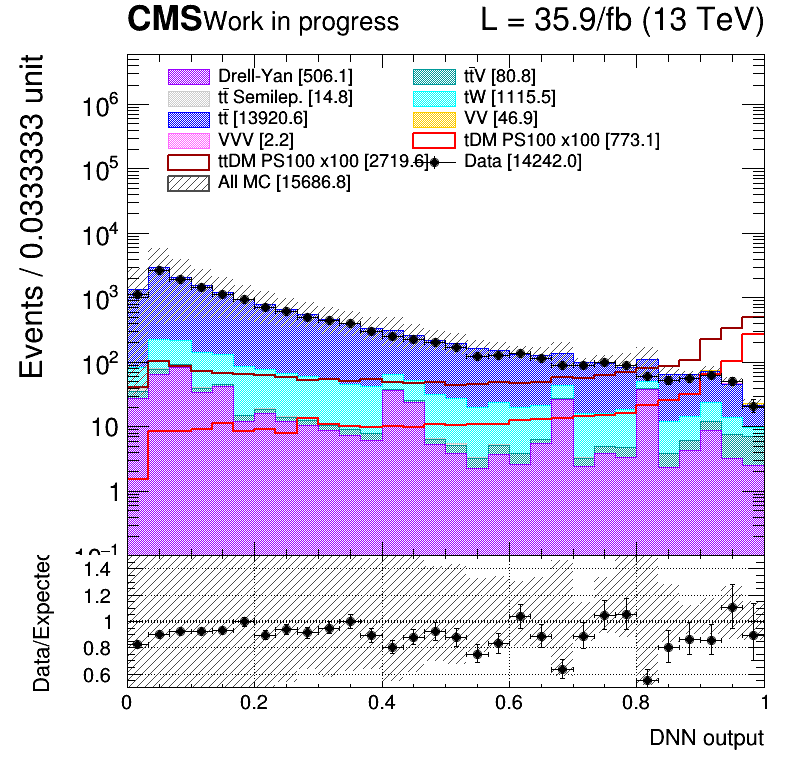 CMS Work in progress L = 35.9/fb (13 TeV)
Events / 0.0333333 unit
Drell-Yan [506.1] tt̄V [80.8]
tt̄ Semilep. [14.8] tW [1115.5]
tt̄ [13920.6] VV [46.9]
VVV [2.2] tDM PS100 x100 [773.1]
ttDM PS100 x100 [2719.6] Data [14242.0]
All MC [15686.8]
10⁶
10⁵
10⁴
10³
10²
10
1
10⁻¹
Data/Expected
1.4
1.2
1
0.8
0.6
0 0.2 0.4 0.6 0.8 1
DNN output